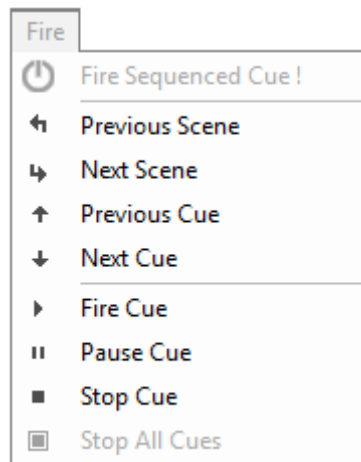 Fire
Fire Sequenced Cue !
Previous Scene
Next Scene
Previous Cue
Next Cue
Fire Cue
Pause Cue
Stop Cue
Stop All Cues